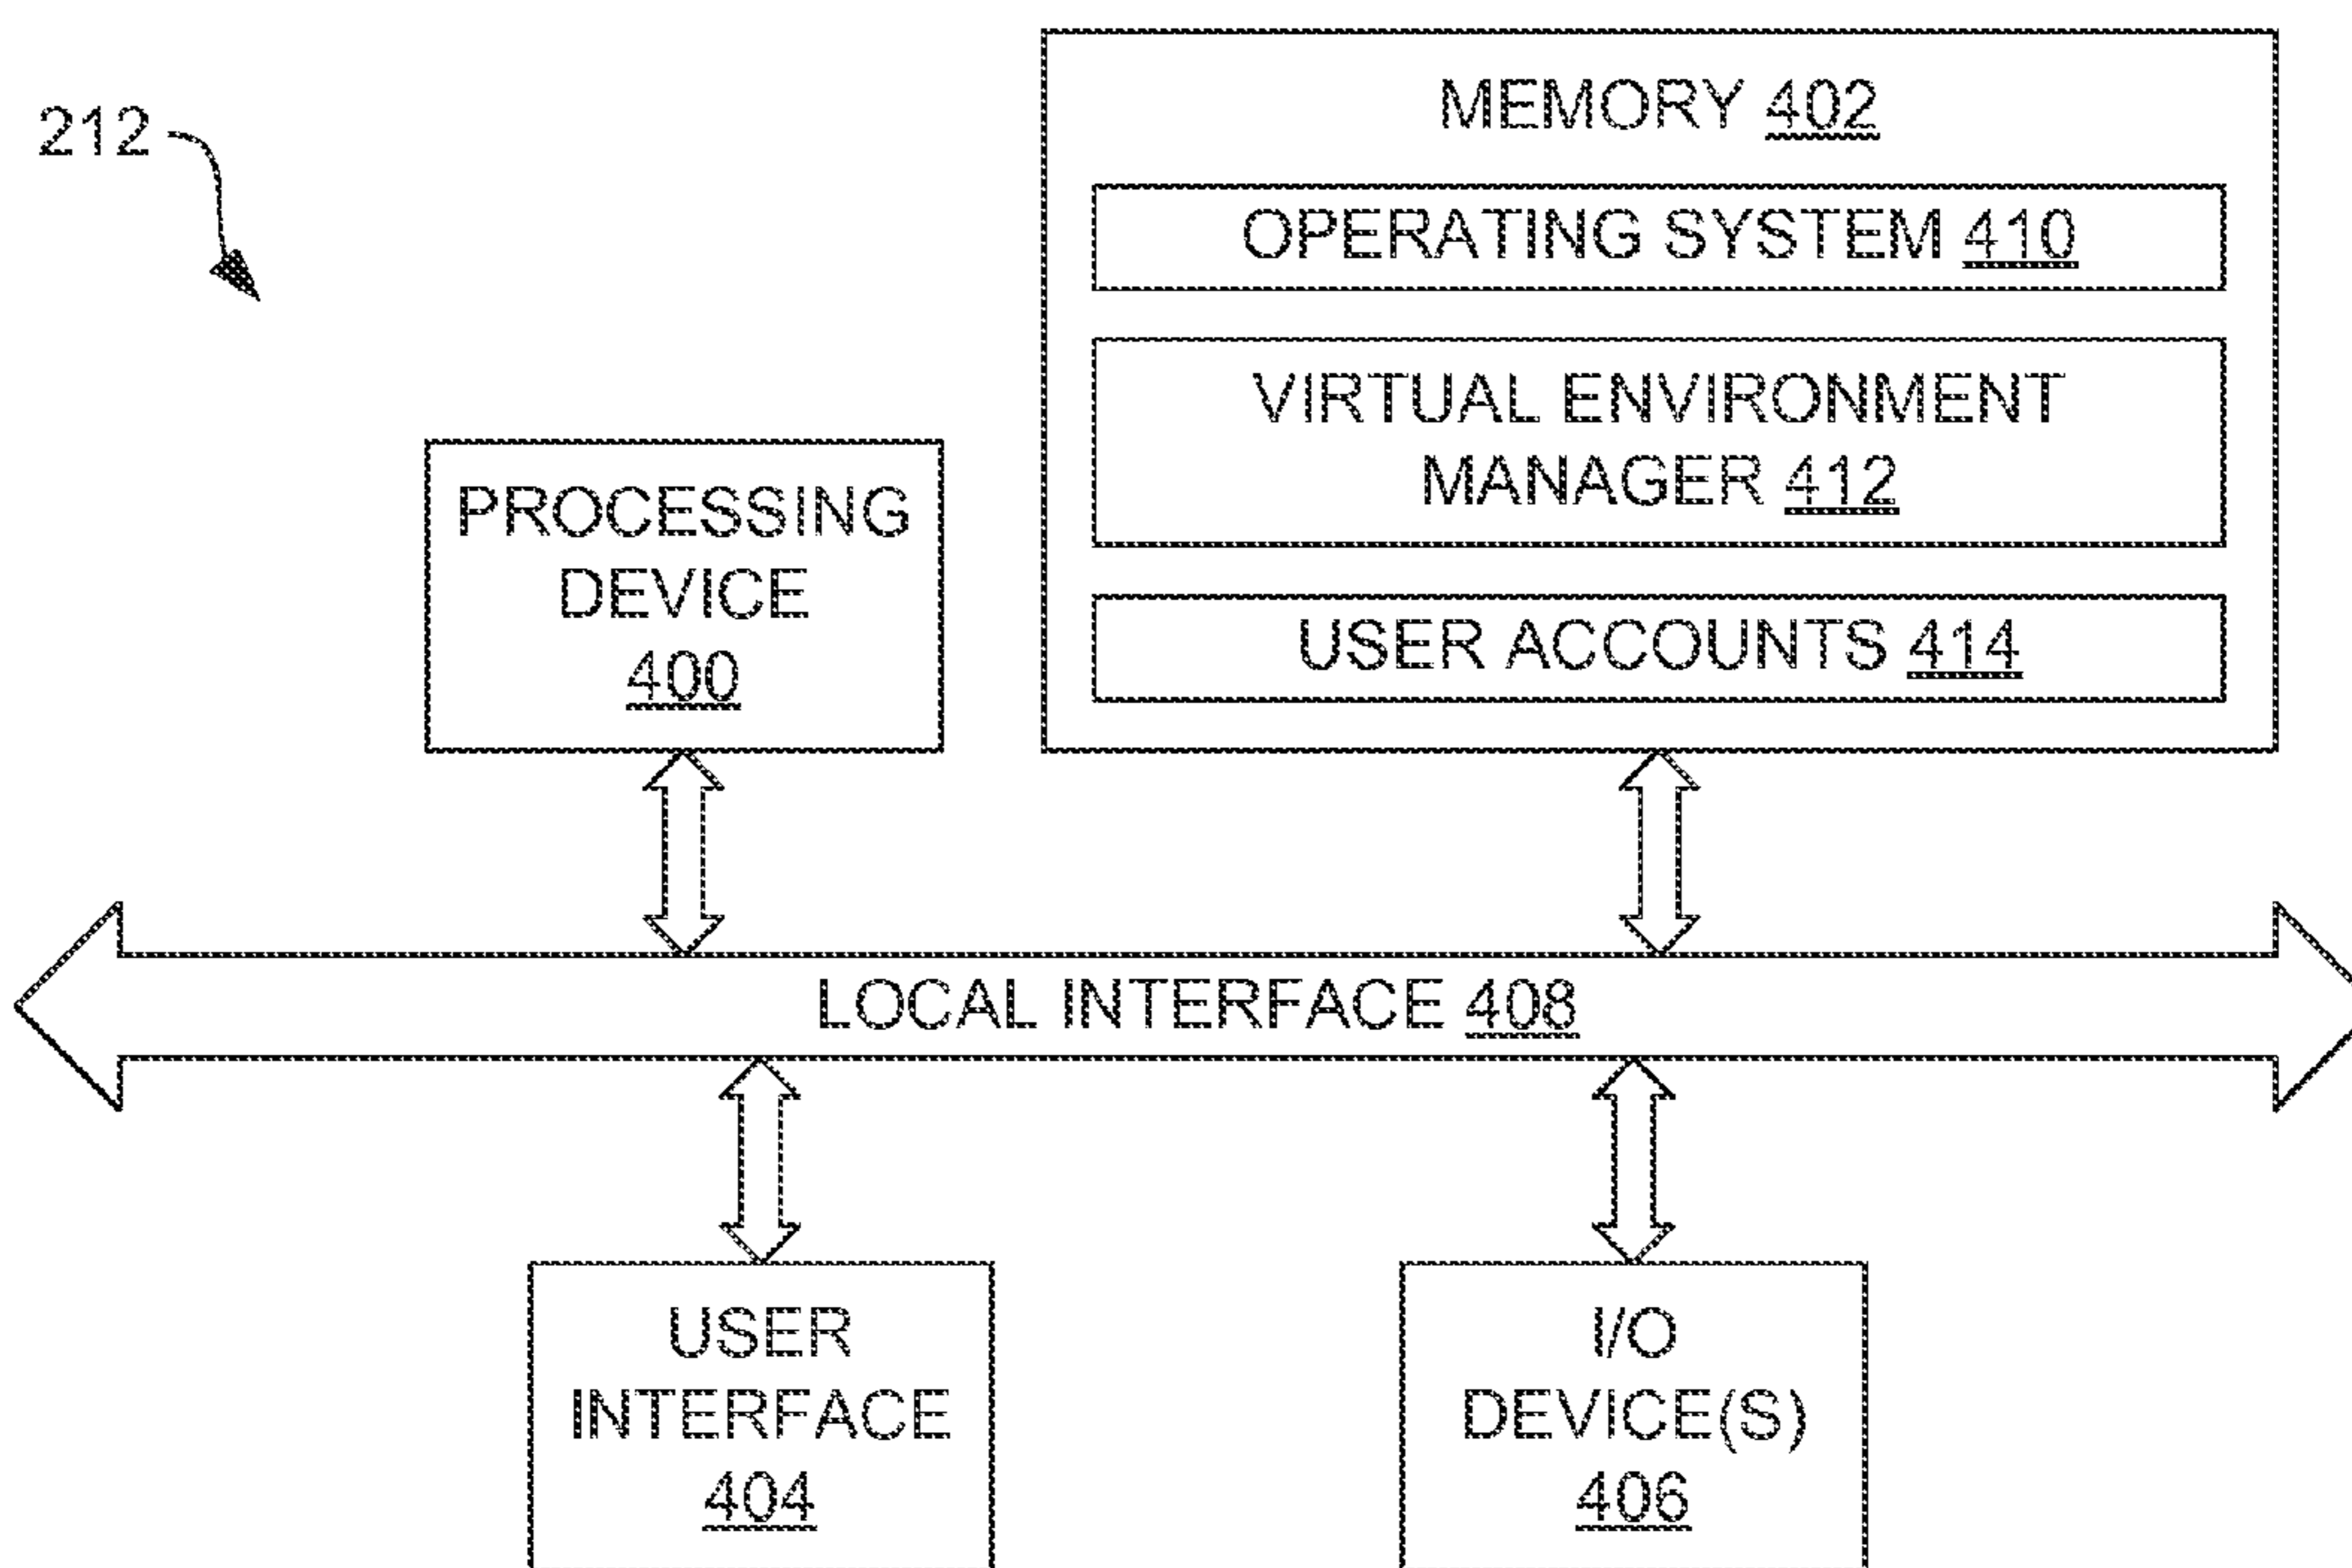 212
MEMORY 402
OPERATING SYSTEM 410
VIRTUAL ENVIRONMENT
MANAGER 412
USER ACCOUNTS 414
PROCESSING
DEVICE
400
LOCAL INTERFACE 408
USER
INTERFACE
404
I/O
DEVICE(S)
406